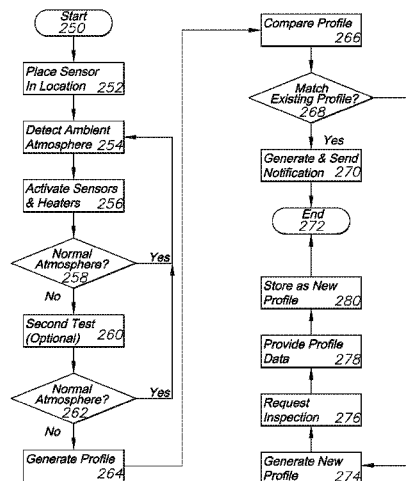 Start
250
Place Sensor
In Location 252
Detect Ambient
Atmosphere 254
Activate Sensors
& Heaters 256
Normal
Atmosphere?
258
Yes
No
Second Test
(Optional) 260
Normal
Atmosphere?
262
Yes
No
Generate Profile
264
Compare Profile
266
Match
Existing Profile?
268
Yes
Generate & Send
Notification 270
End
272
Store as New
Profile 280
Provide Profile
Data 278
Request
Inspection 276
Generate New
Profile 274